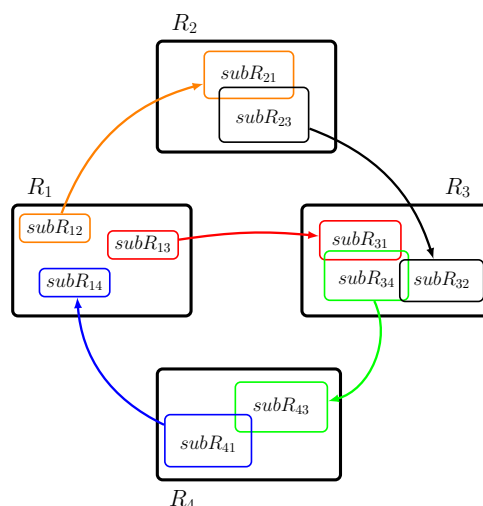 R₂
subR₂₁
subR₂₃
R₁
R₃
subR₁₂
subR₁₃
subR₃₁
subR₁₄
subR₃₄
subR₃₂
subR₄₃
subR₄₁
R₄